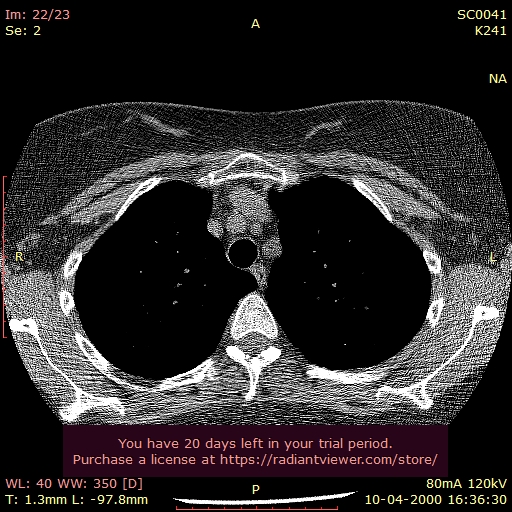 Im: 22/23
Se: 2
A
SC0041
K241
NA
R
L
You have 20 days left in your trial period.
Purchase a license at https://radiantviewer.com/store/
WL: 40 WW: 350 [D]
T: 1.3mm L: -97.8mm
P
80mA 120kV
10-04-2000 16:36:30